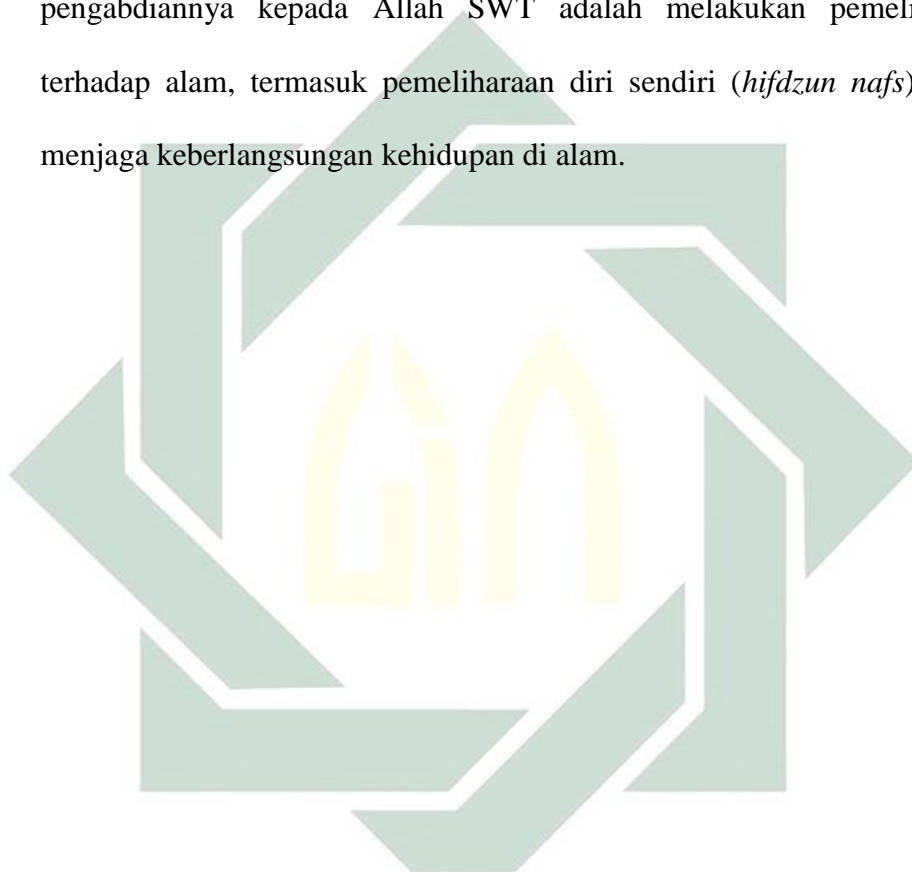 pengabdiannya kepada Allah SWT adalah melakukan
terhadap alam, termasuk pemeliharaan diri sendiri (hifdzun nafs)
menjaga keberlangsungan kehidupan di alam.